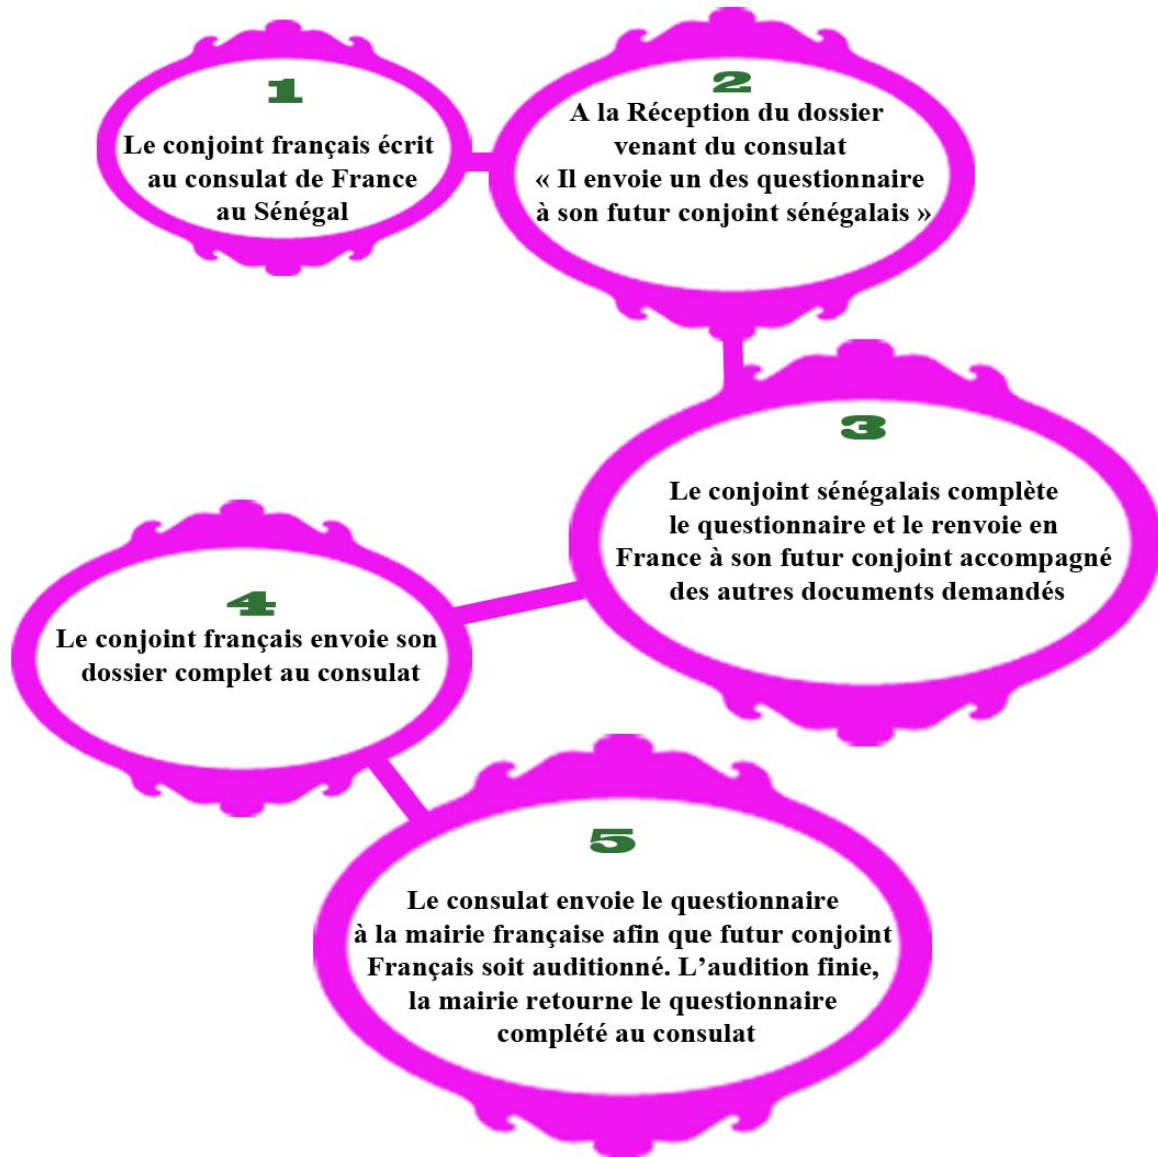 1
Le conjoint français écrit
au consulat de France
au Sénégal
2
A la Réception du dossier
venant du consulat
« Il envoie un des questionnaire
à son futur conjoint sénégalais »
3
Le conjoint sénégalais complète
le questionnaire et le renvoie en
France à son futur conjoint accompagné
des autres documents demandés
4
Le conjoint français envoie son
dossier complet au consulat
5
Le consulat envoie le questionnaire
à la mairie française afin que futur conjoint
Français soit auditionné. L’audition finie,
la mairie retourne le questionnaire
complété au consulat